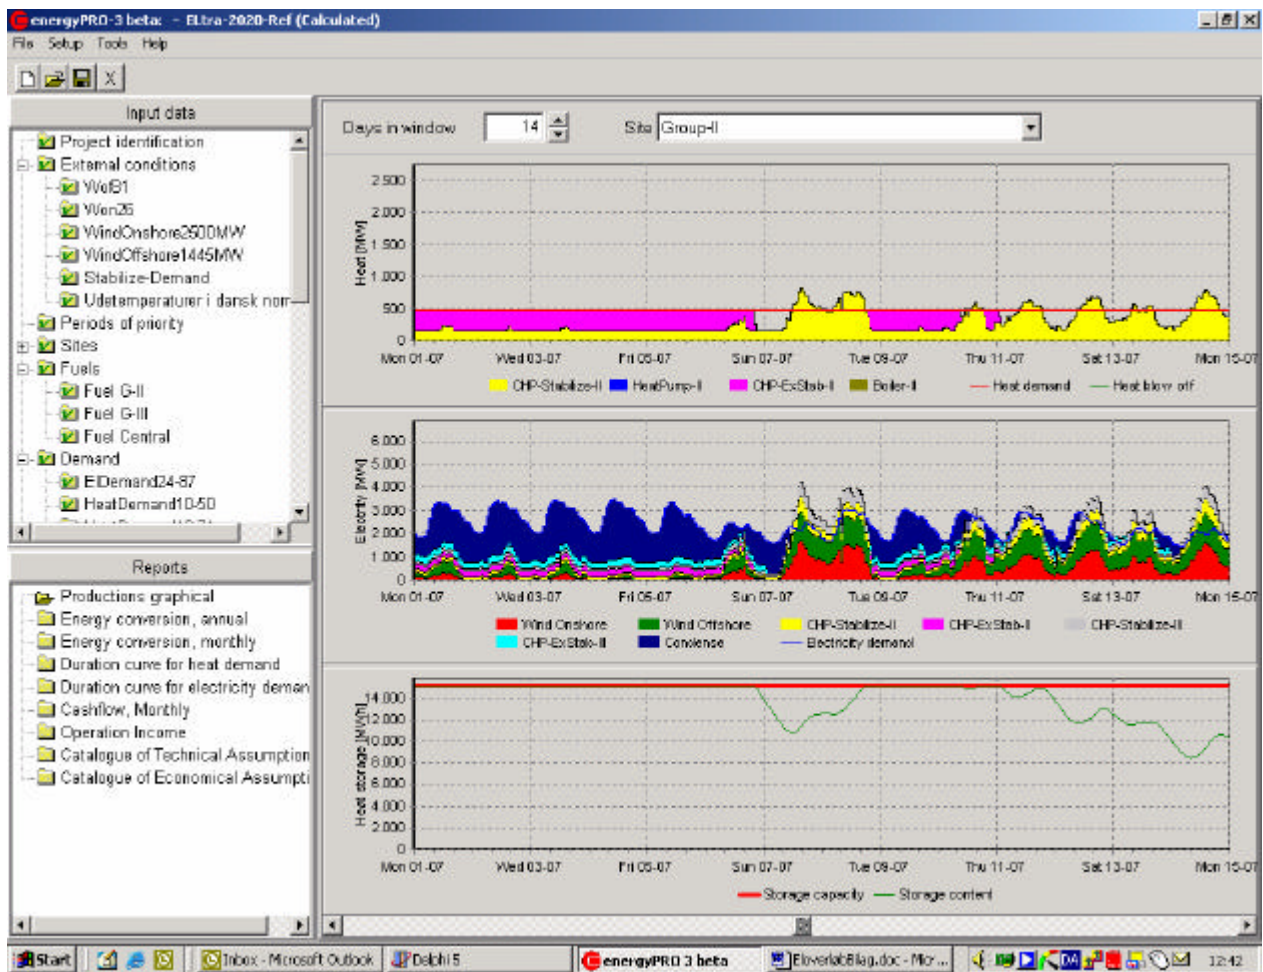 energyPRO-3 beta: - ELtra-2020-Ref (Calculated)
File Setup Tools Help
Input data
Project identification
External conditions
WofB1
Won26
WindOnshore2500MW
WindOffshore1445MW
Stabilize-Demand
Udetemperaturer i dansk norr
Periods of priority
Sites
Fuels
Fuel G-II
Fuel G-III
Fuel Central
Demand
ElDemand24-87
HeatDemand10-50
Reports
Productions graphical
Energy conversion, annual
Energy conversion, monthly
Duration curve for heat demand
Duration curve for electricity deman
Cashflow, Monthly
Operation Income
Catalogue of Technical Assumption
Catalogue of Economical Assumpti
Days in window 14 Site Group-II
Heat [MW]
2.500
2.000
1.500
1.000
500
0
Mon 01-07 Wed 03-07 Fri 05-07 Sun 07-07 Tue 09-07 Thu 11-07 Sat 13-07 Mon 15-07
CHP-Stabilize-II HeatPump-II CHP-ExStab-II Boiler-II Heat demand Heat blow off
Electricity [MW]
6.000
5.000
4.000
3.000
2.000
1.000
0
Mon 01-07 Wed 03-07 Fri 05-07 Sun 07-07 Tue 09-07 Thu 11-07 Sat 13-07 Mon 15-07
Wind Onshore Wind Offshore CHP-Stabilize-II CHP-ExStab-II CHP-Stabilize-III
CHP-ExStab-III Condense Electricity demand
Heat storage [MWh]
14.000
12.000
10.000
8.000
6.000
4.000
2.000
0
Mon 01-07 Wed 03-07 Fri 05-07 Sun 07-07 Tue 09-07 Thu 11-07 Sat 13-07 Mon 15-07
Storage capacity Storage content
Start Inbox - Microsoft Outlook Delphi 5 energyPRO 3 beta EloverlabBilag.doc - Micr... DA 12:42